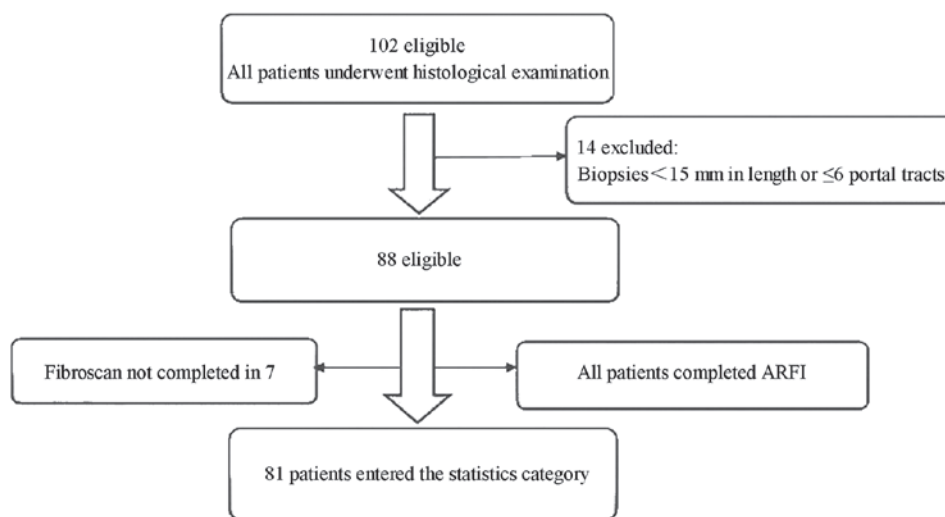 102 eligible
All patients underwent histological examination
14 excluded:
Biopsies<15 mm in length or ≤6 portal tracts
88 eligible
Fibroscan not completed in 7
All patients completed ARFI
81 patients entered the statistics category